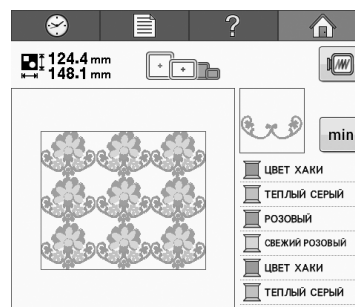 ?
124.4 mm
148.1 mm
min
ЦВЕТ ХАКИ
ТЕПЛЫЙ СЕРЫЙ
РОЗОВЫЙ
СВЕЖИЙ РОЗОВЫЙ
ЦВЕТ ХАКИ
ТЕПЛЫЙ СЕРЫЙ